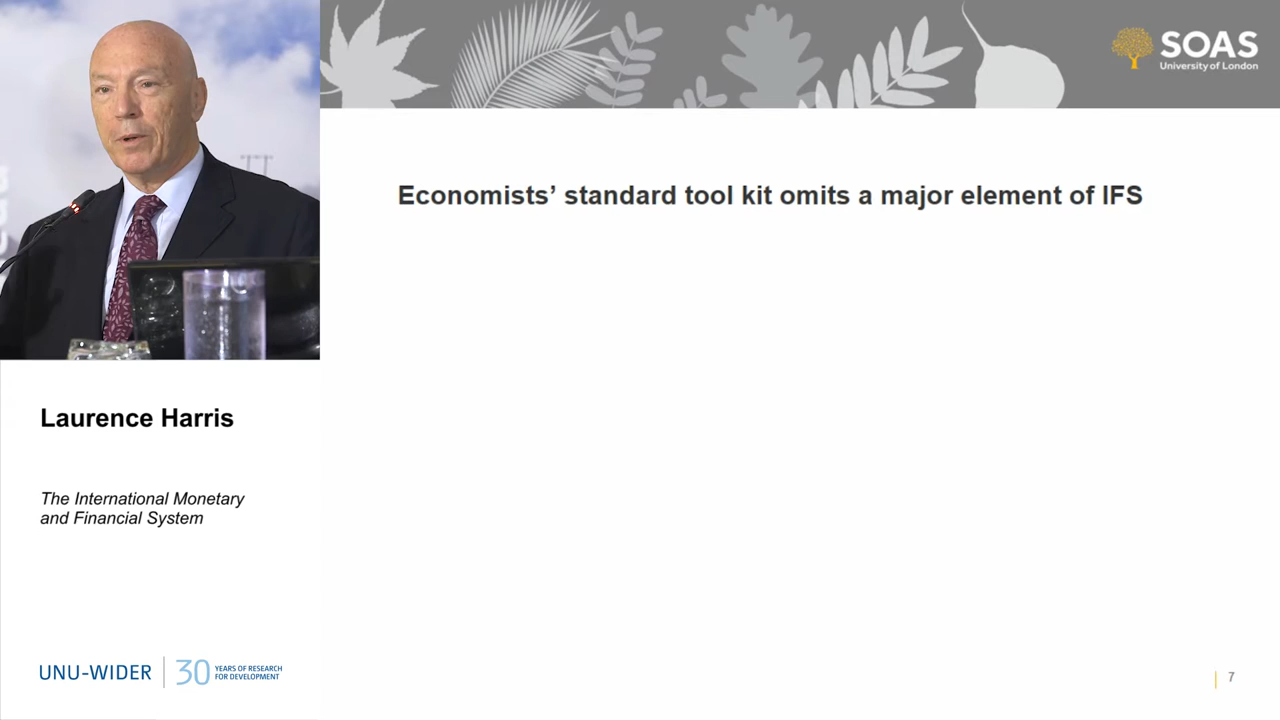 SOAS
University of London
Economists’ standard tool kit omits a major element of IFS
Laurence Harris
The International Monetary
and Financial System
UNU-WIDER
30
YEARS OF RESEARCH
FOR DEVELOPMENT
7